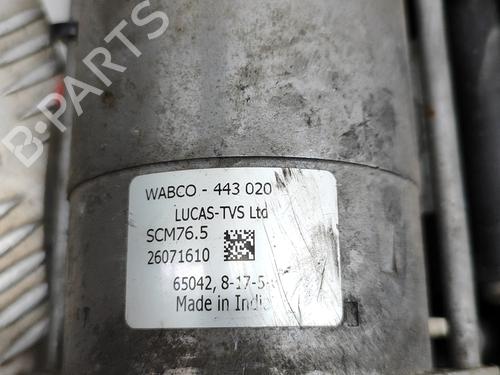 B-Parts
WABCO - 443 020
LUCAS-TVS Ltd
SCM76.5
26071610
65042, 8-17-5-
Made in Indi